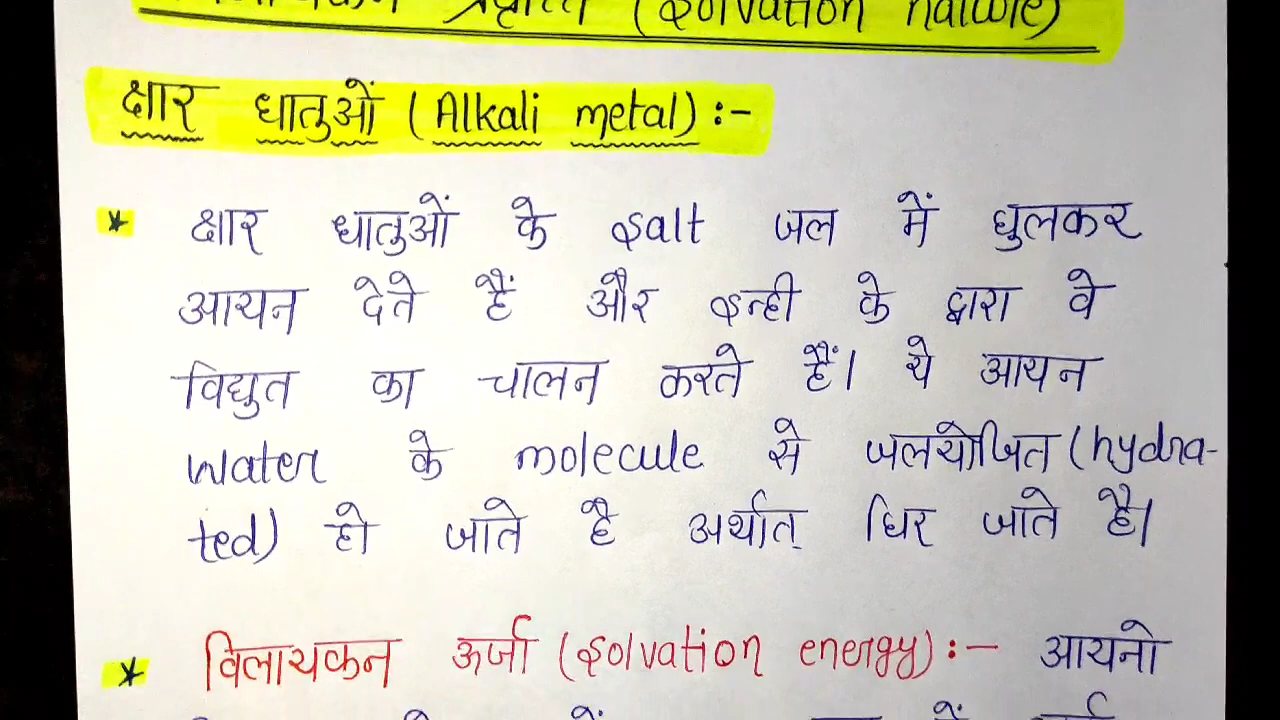 (Solvation nature)
क्षार धातुओं (Alkali metal) :-
* क्षार धातुओं के salt जल में घुलकर
आयन देते हैं और इन्ही के द्वारा वे
विद्युत का चालन करते हैं। ये आयन
water के molecule से जलयोजित (hydra-
ted) हो जाते है अर्थात् घिर जाते है।
* विलायकन ऊर्जा (Solvation energy) :- आयनो